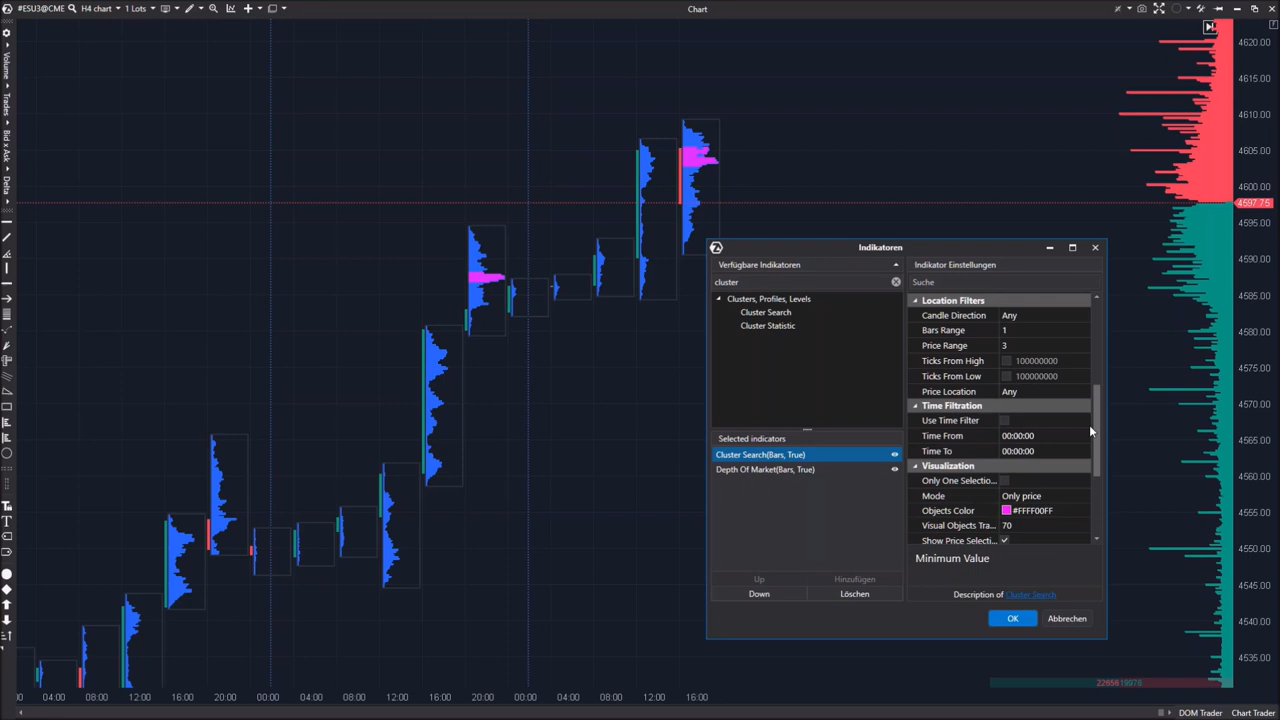 #ESU3@CME H4 chart 1 Lots Chart
Volume
Trades
Bid x Ask
Delta
4620.00
4615.00
4610.00
4605.00
4600.00
4597.75
4590.00
4585.00
4580.00
4575.00
4570.00
4565.00
4560.00
4555.00
4550.00
4545.00
4540.00
4535.00
Indikatoren
Verfügbare Indikatoren
cluster
Clusters, Profiles, Levels
Cluster Search
Cluster Statistic
Selected indicators
Cluster Search(Bars, True)
Depth Of Market(Bars, True)
Up Hinzufügen
Down Löschen
Indikator Einstellungen
Suche
Location Filters
Candle Direction Any
Bars Range 1
Price Range 3
Ticks From High 100000000
Ticks From Low 100000000
Price Location Any
Time Filtration
Use Time Filter
Time From 00:00:00
Time To 00:00:00
Visualization
Only One Selectio...
Mode Only price
Objects Color #FFFF00FF
Visual Objects Tra... 70
Show Price Selecti...
Minimum Value
Description of Cluster Search
OK Abbrechen
04:00 08:00 12:00 16:00 20:00 00:00 04:00 08:00 12:00 16:00 20:00 00:00 04:00 08:00 12:00 16:00
DOM Trader Chart Trader